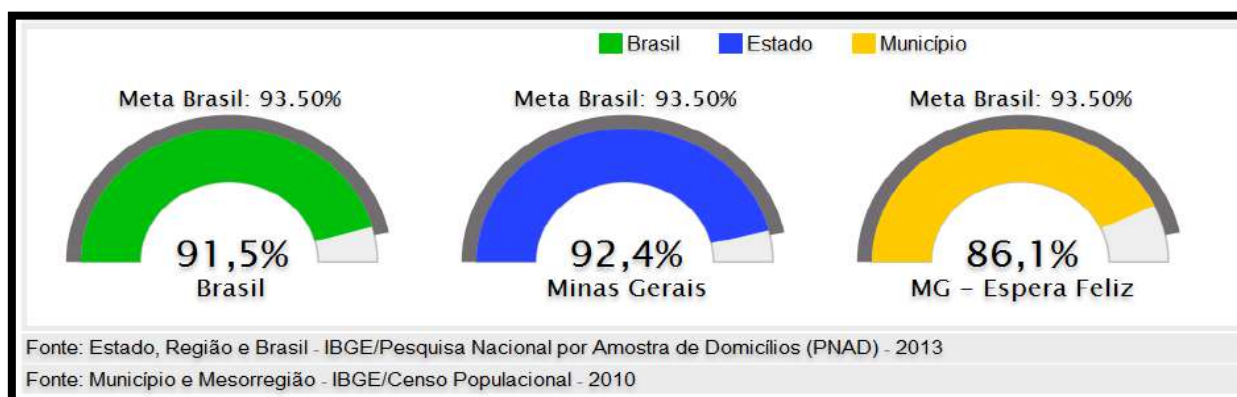 Brasil Estado Município
Meta Brasil: 93.50% Meta Brasil: 93.50% Meta Brasil: 93.50%
91,5% 92,4% 86,1%
Brasil Minas Gerais MG - Espera Feliz
Fonte: Estado, Região e Brasil - IBGE/Pesquisa Nacional por Amostra de Domicílios (PNAD) - 2013
Fonte: Município e Mesorregião - IBGE/Censo Populacional - 2010